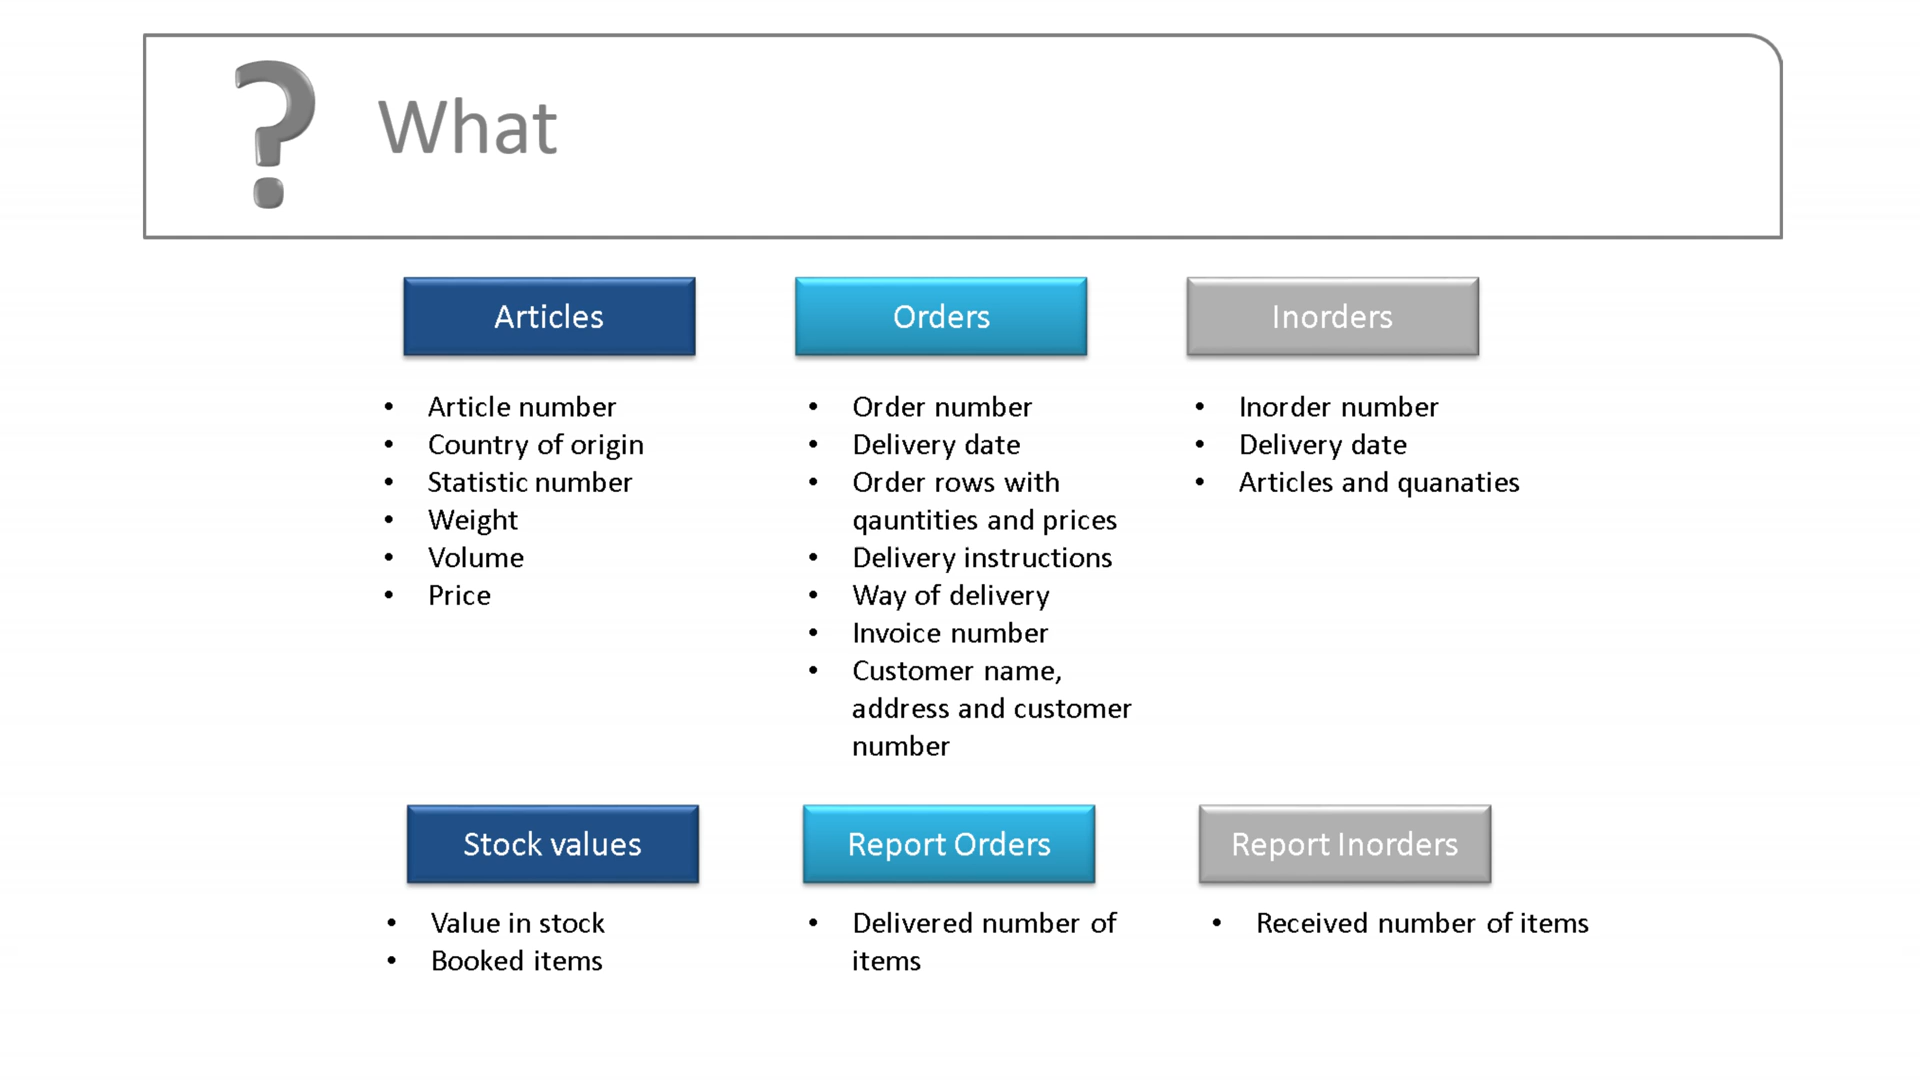 ? What
Articles
• Article number
• Country of origin
• Statistic number
• Weight
• Volume
• Price
Orders
• Order number
• Delivery date
• Order rows with
qauntities and prices
• Delivery instructions
• Way of delivery
• Invoice number
• Customer name,
address and customer
number
Inorders
• Inorder number
• Delivery date
• Articles and quanaties
Stock values
• Value in stock
• Booked items
Report Orders
• Delivered number of
items
Report Inorders
• Received number of items